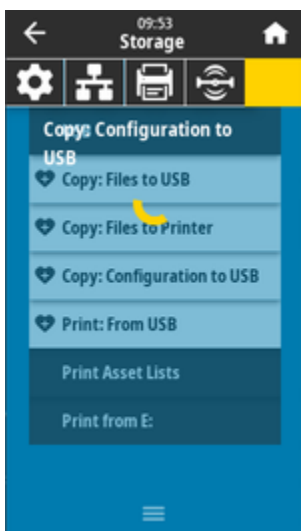 09:53
Storage
Copy: Configuration to
USB
Copy: Files to USB
Copy: Files to Printer
Copy: Configuration to USB
Print: From USB
Print Asset Lists
Print from E: